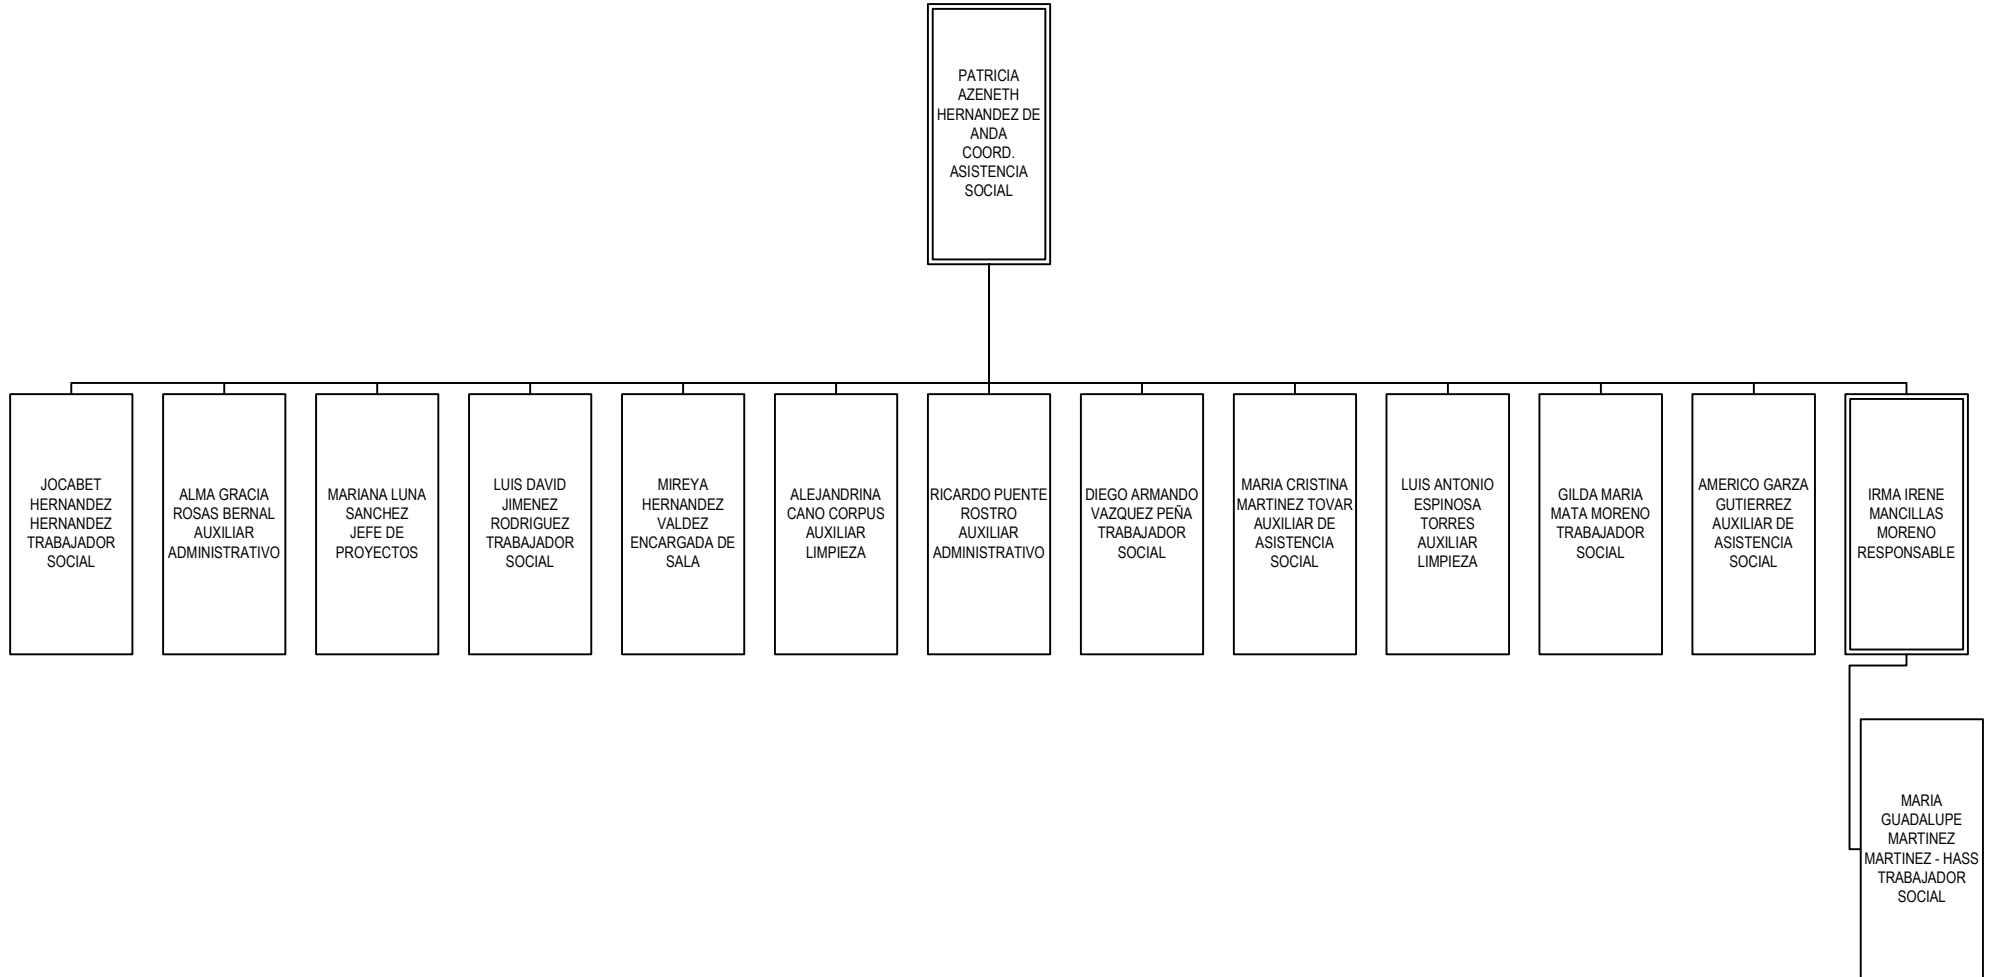 PATRICIA
AZENETH
HERNANDEZ DE
ANDA
COORD.
ASISTENCIA
SOCIAL
JOCABET
HERNANDEZ
HERNANDEZ
TRABAJADOR
SOCIAL
ALMA GRACIA
ROSAS BERNAL
AUXILIAR
ADMINISTRATIVO
MARIANA LUNA
SANCHEZ
JEFE DE
PROYECTOS
LUIS DAVID
JIMENEZ
RODRIGUEZ
TRABAJADOR
SOCIAL
MIREYA
HERNANDEZ
VALDEZ
ENCARGADA DE
SALA
ALEJANDRINA
CANO CORPUS
AUXILIAR
LIMPIEZA
RICARDO PUENTE
ROSTRO
AUXILIAR
ADMINISTRATIVO
DIEGO ARMANDO
VAZQUEZ PEÑA
TRABAJADOR
SOCIAL
MARIA CRISTINA
MARTINEZ TOVAR
AUXILIAR DE
ASISTENCIA
SOCIAL
LUIS ANTONIO
ESPINOSA
TORRES
AUXILIAR
LIMPIEZA
GILDA MARIA
MATA MORENO
TRABAJADOR
SOCIAL
AMERICO GARZA
GUTIERREZ
AUXILIAR DE
ASISTENCIA
SOCIAL
IRMA IRENE
MANCILLAS
MORENO
RESPONSABLE
MARIA
GUADALUPE
MARTINEZ
MARTINEZ - HASS
TRABAJADOR
SOCIAL